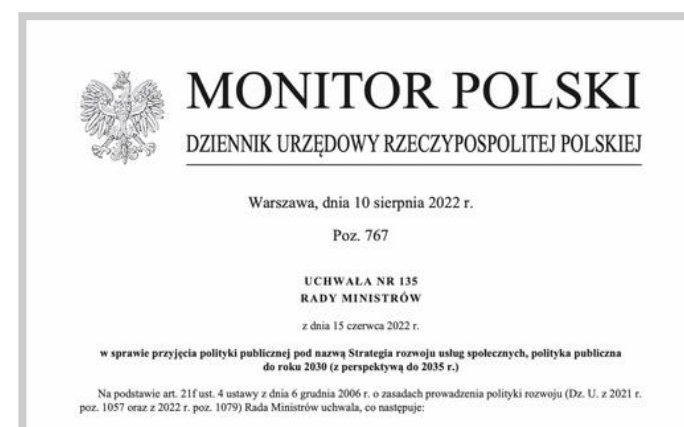 MONITOR POLSKI
DZIENNIK URZĘDOWY RZECZYPOSPOLITEJ POLSKIEJ
Warszawa, dnia 10 sierpnia 2022 r.
Poz. 767
UCHWAŁA NR 135
RADY MINISTRÓW
z dnia 15 czerwca 2022 r.
w sprawie przyjęcia polityki publicznej pod nazwą Strategia rozwoju usług społecznych, polityka publiczna
do roku 2030 (z perspektywą do 2035 r.)
Na podstawie art. 21f ust. 4 ustawy z dnia 6 grudnia 2006 r. o zasadach prowadzenia polityki rozwoju (Dz. U. z 2021 r.
poz. 1057 oraz z 2022 r. poz. 1079) Rada Ministrów uchwala, co następuje: